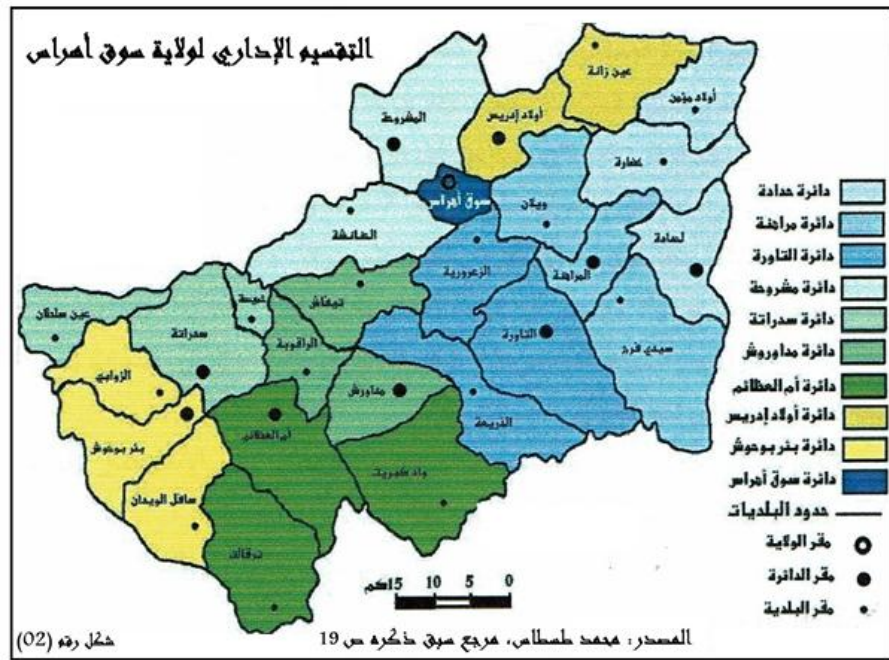 التقسيم الإداري لولاية سوق أهراس
عين زانة
أولاد مؤمن
أولاد إدريس
المشروحة
خضارة
سوق أهراس
ويلان
الحنانشة
لحدادة
الزعرورية
المراهنة
تيفاش
سيدي فرج
التاورة
عين سلطان
سدراتة
خميسة
الراقوبة
الزوابي
مداوروش
الدريعة
أم العظائم
بئر بوحوش
واد كبريت
سافل الويدان
ترقالت
دائرة حدادة
دائرة مراهنة
دائرة التاورة
دائرة مشروحة
دائرة سدراتة
دائرة مداوروش
دائرة أم العظائم
دائرة أولاد إدريس
دائرة بئر بوحوش
دائرة سوق أهراس
حدود البلديات
مقر الولاية
مقر الدائرة
مقر البلدية
0 5 10 15كم
المصدر: محمد طسطاس، مرجع سبق ذكره ص 19
شكل رقم (02)